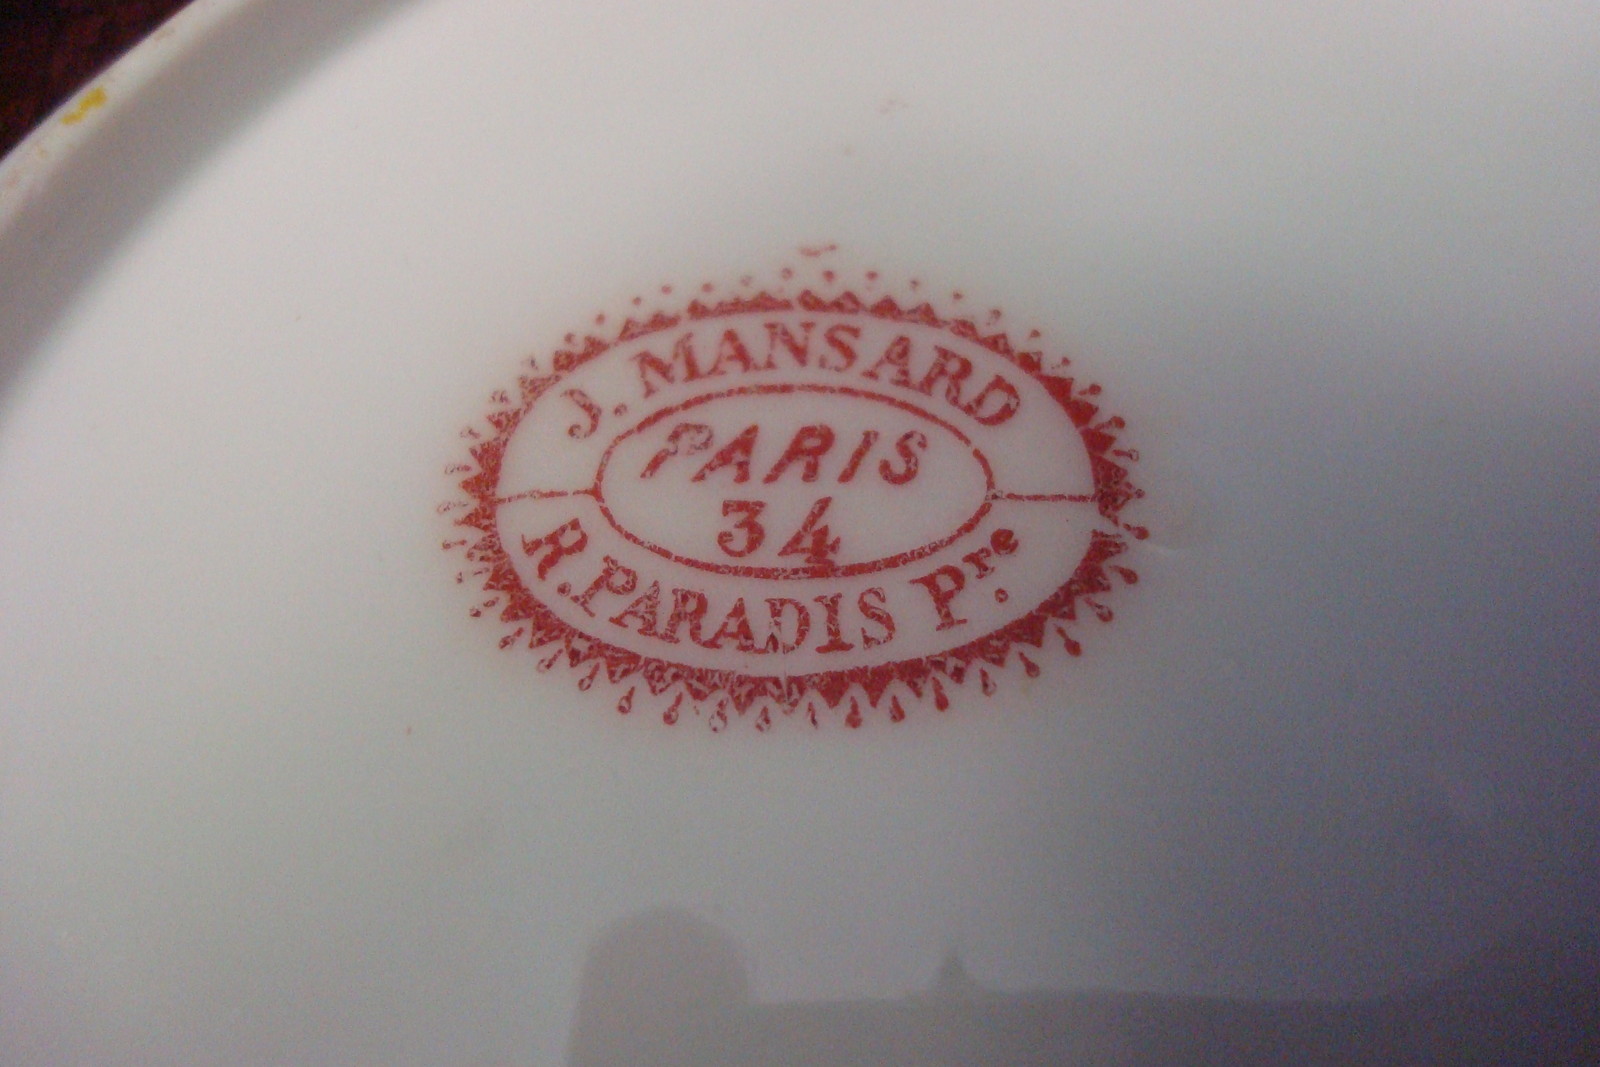 J. MANSARD
PARIS
34
R. PARADIS Pre.